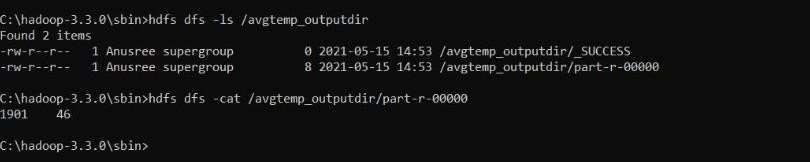 C:\hadoop-3.3.0\sbin>hdfs dfs -ls /avgtemp_outputdir
Found 2 items
-rw-r--r--   1 Anusree supergroup          0 2021-05-15 14:53 /avgtemp_outputdir/_SUCCESS
-rw-r--r--   1 Anusree supergroup          8 2021-05-15 14:53 /avgtemp_outputdir/part-r-00000
C:\hadoop-3.3.0\sbin>hdfs dfs -cat /avgtemp_outputdir/part-r-00000
1901    46
C:\hadoop-3.3.0\sbin>